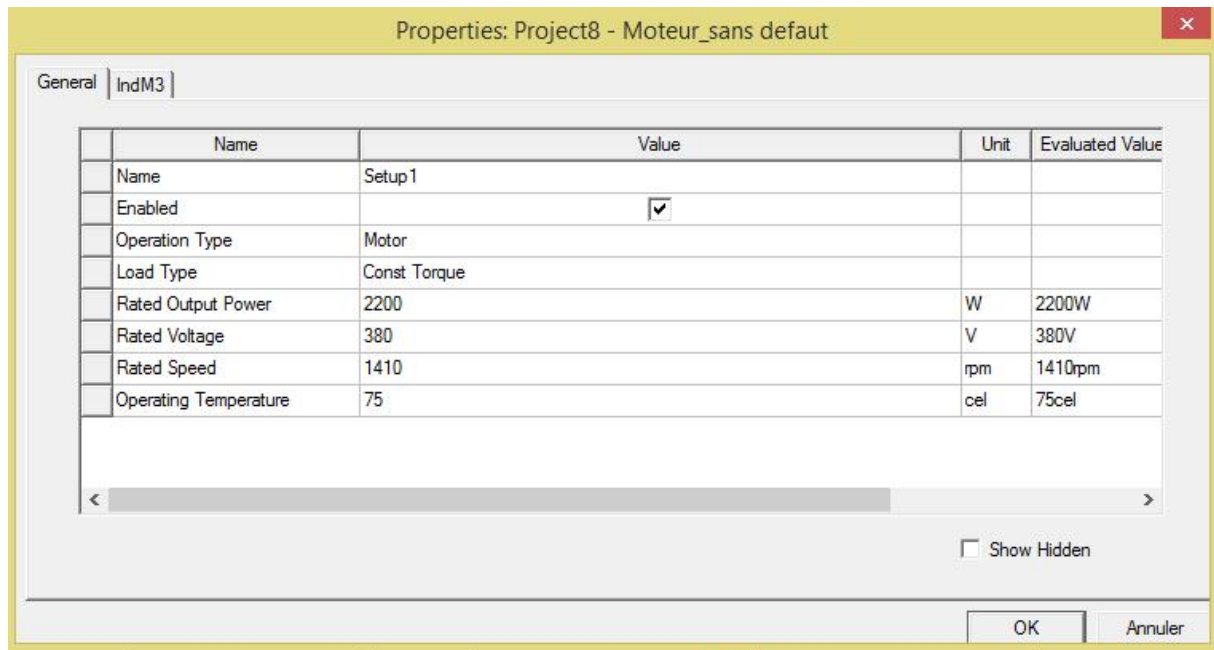 Properties: Project8 - Moteur_sans defaut
General IndM3
Name Value Unit Evaluated Value
Name Setup1
Enabled
Operation Type Motor
Load Type Const Torque
Rated Output Power 2200 W 2200W
Rated Voltage 380 V 380V
Rated Speed 1410 rpm 1410rpm
Operating Temperature 75 cel 75cel
Show Hidden
OK Annuler